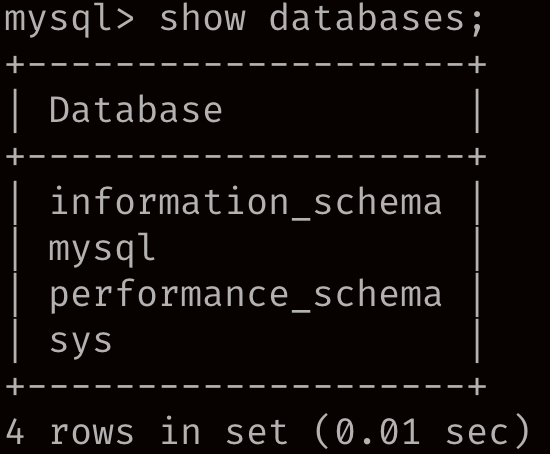 mysql> show databases;
+--------------------+
| Database           |
+--------------------+
| information_schema |
| mysql              |
| performance_schema |
| sys                |
+--------------------+
4 rows in set (0.01 sec)